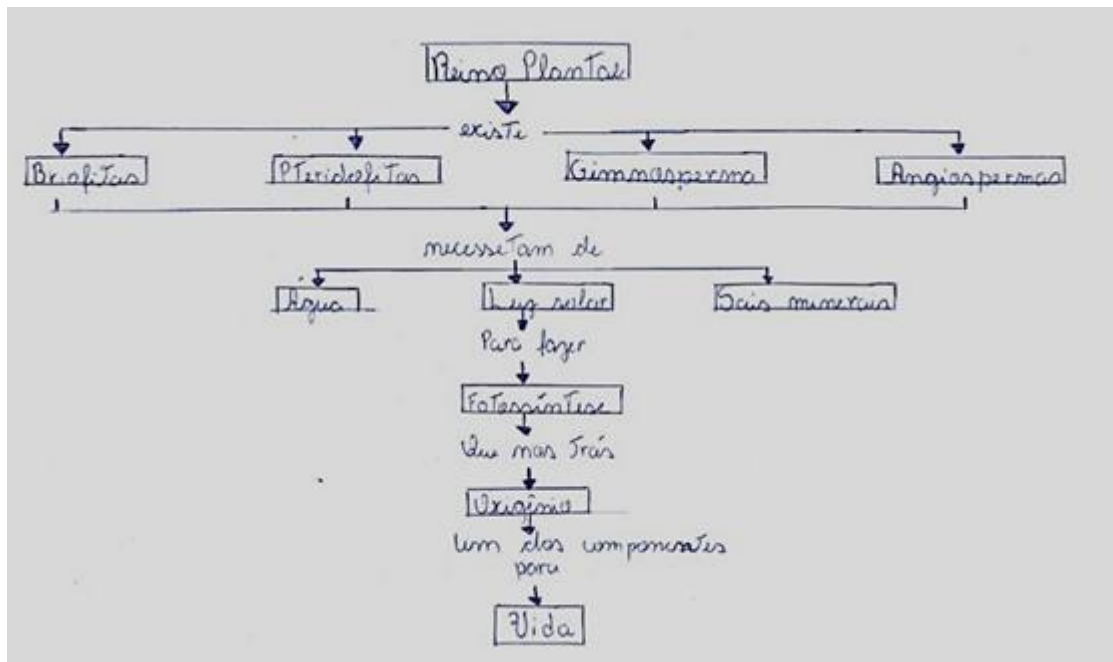 Reino Plantae
existe
Briofitas
Pteridofitas
Gimnosperma
Angiospermas
necessetam de
Água
Luz solar
Sais minerais
Para fazer
Fotossíntese
Que nos Trás
Oxigênio
Um dos componentes
para
Vida